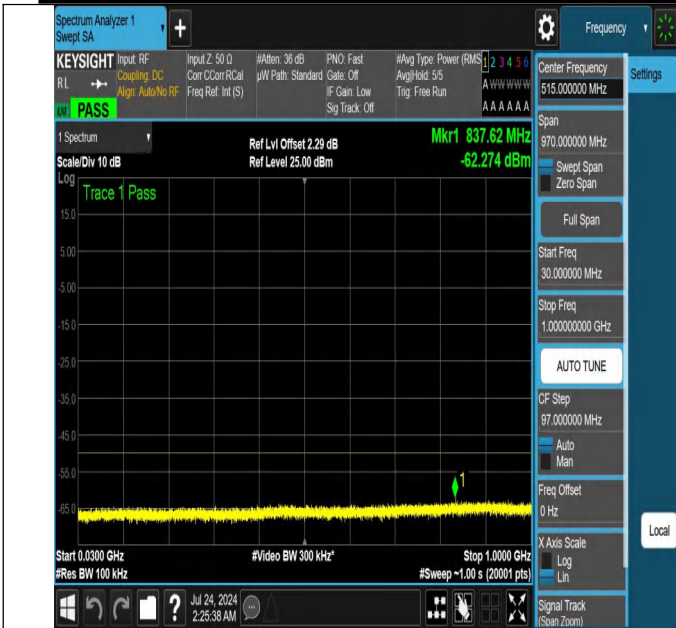 Spectrum Analyzer 1
Swept SA
+
Frequency
KEYSIGHT
RL
PASS
Input: RF
Coupling: DC
Align: Auto/No RF
Input Z: 50 Ω
Corr CCorr RCal
Freq Ref: Int (S)
#Atten: 36 dB
µW Path: Standard
PNO: Fast
Gate: Off
IF Gain: Low
Sig Track: Off
#Avg Type: Power (RMS
Avg|Hold: 5/5
Trig: Free Run
1 2 3 4 5 6
A W W W W W
A A A A A A
1 Spectrum
Scale/Div 10 dB
Ref Lvl Offset 2.29 dB
Ref Level 25.00 dBm
Mkr1 837.62 MHz
-62.274 dBm
Log
Trace 1 Pass
15.0
5.00
-5.00
-15.0
-25.0
-35.0
-45.0
-55.0
-65.0
1
Start 0.0300 GHz
#Res BW 100 kHz
#Video BW 300 kHz*
Stop 1.0000 GHz
#Sweep ~1.00 s (20001 pts)
Jul 24, 2024
2:25:38 AM
?
Center Frequency
515.000000 MHz
Settings
Span
970.000000 MHz
Swept Span
Zero Span
Full Span
Start Freq
30.000000 MHz
Stop Freq
1.000000000 GHz
AUTO TUNE
CF Step
97.000000 MHz
Auto
Man
Freq Offset
0 Hz
X Axis Scale
Log
Lin
Local
Signal Track
(Span Zoom)